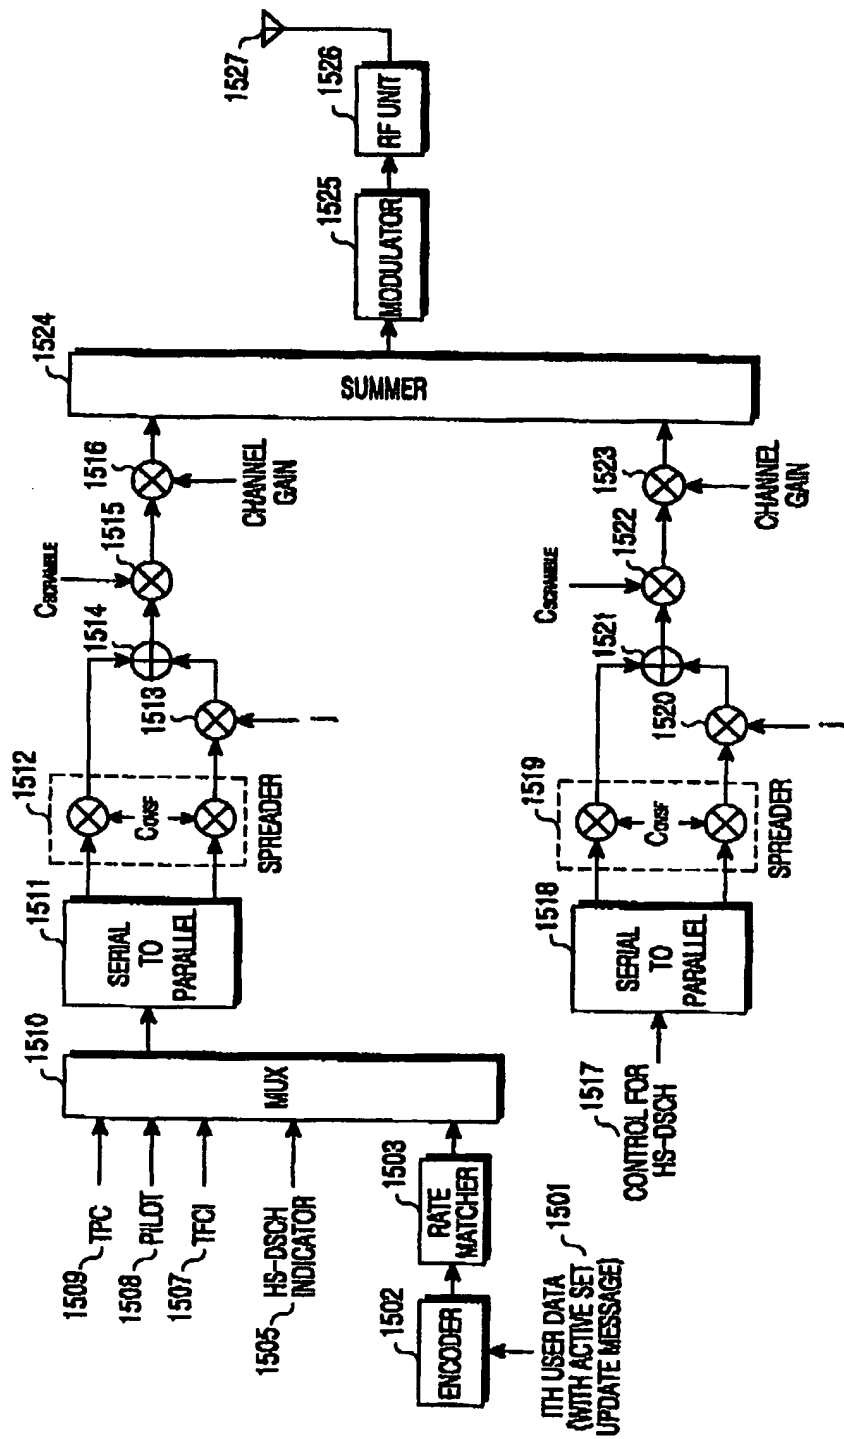 1509 TPC
1508 PILOT
1507 TFCI
1505 HS-DSCH
INDICATOR
1501 ITH USER DATA
(WITH ACTIVE SET
UPDATE MESSAGE)
1502
ENCODER
1503
RATE
MATCHER
1510
MUX
1511
SERIAL
TO
PARALLEL
1512
COVSF
SPREADER
1513
j
1514
1515
CSCRAMBLE
1516
CHANNEL
GAIN
1517
CONTROL FOR
HS-DSCH
1518
SERIAL
TO
PARALLEL
1519
COVSF
SPREADER
1520
j
1521
1522
CSCRAMBLE
1523
CHANNEL
GAIN
1524
SUMMER
1525
MODULATOR
1526
RF UNIT
1527